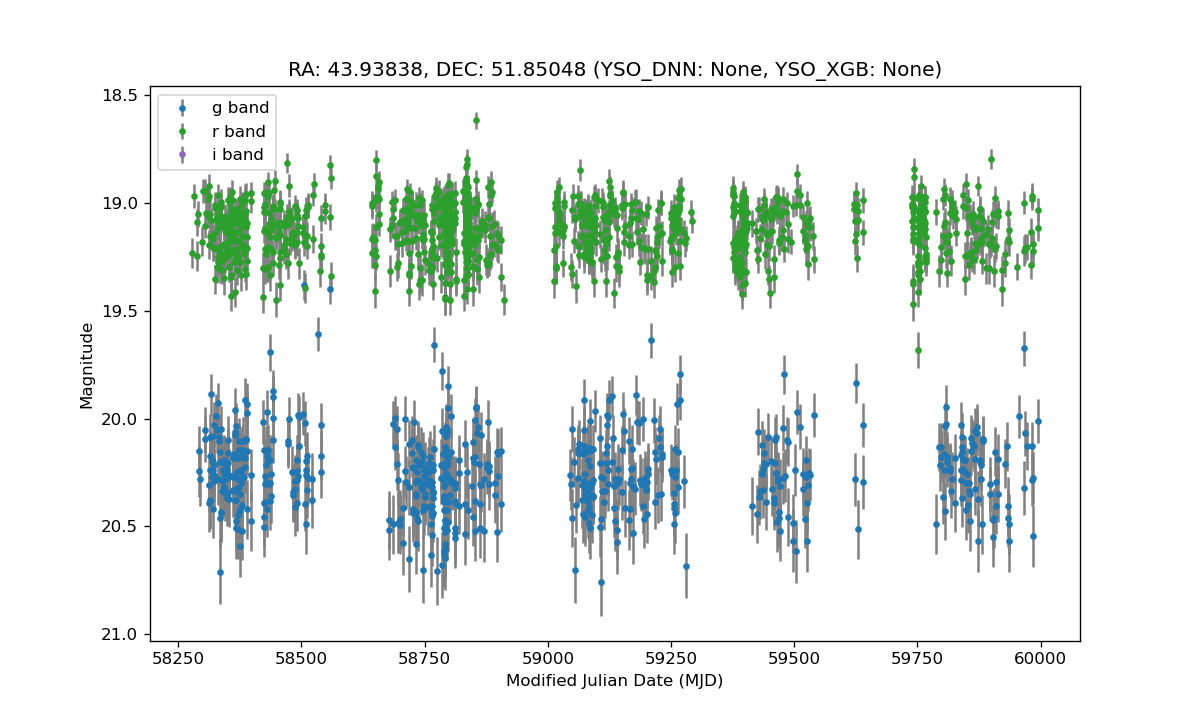 RA: 43.93838, DEC: 51.85048 (YSO_DNN: None, YSO_XGB: None)
g band
r band
i band
18.5
19.0
19.5
20.0
20.5
21.0
Magnitude
58250 58500 58750 59000 59250 59500 59750 60000
Modified Julian Date (MJD)